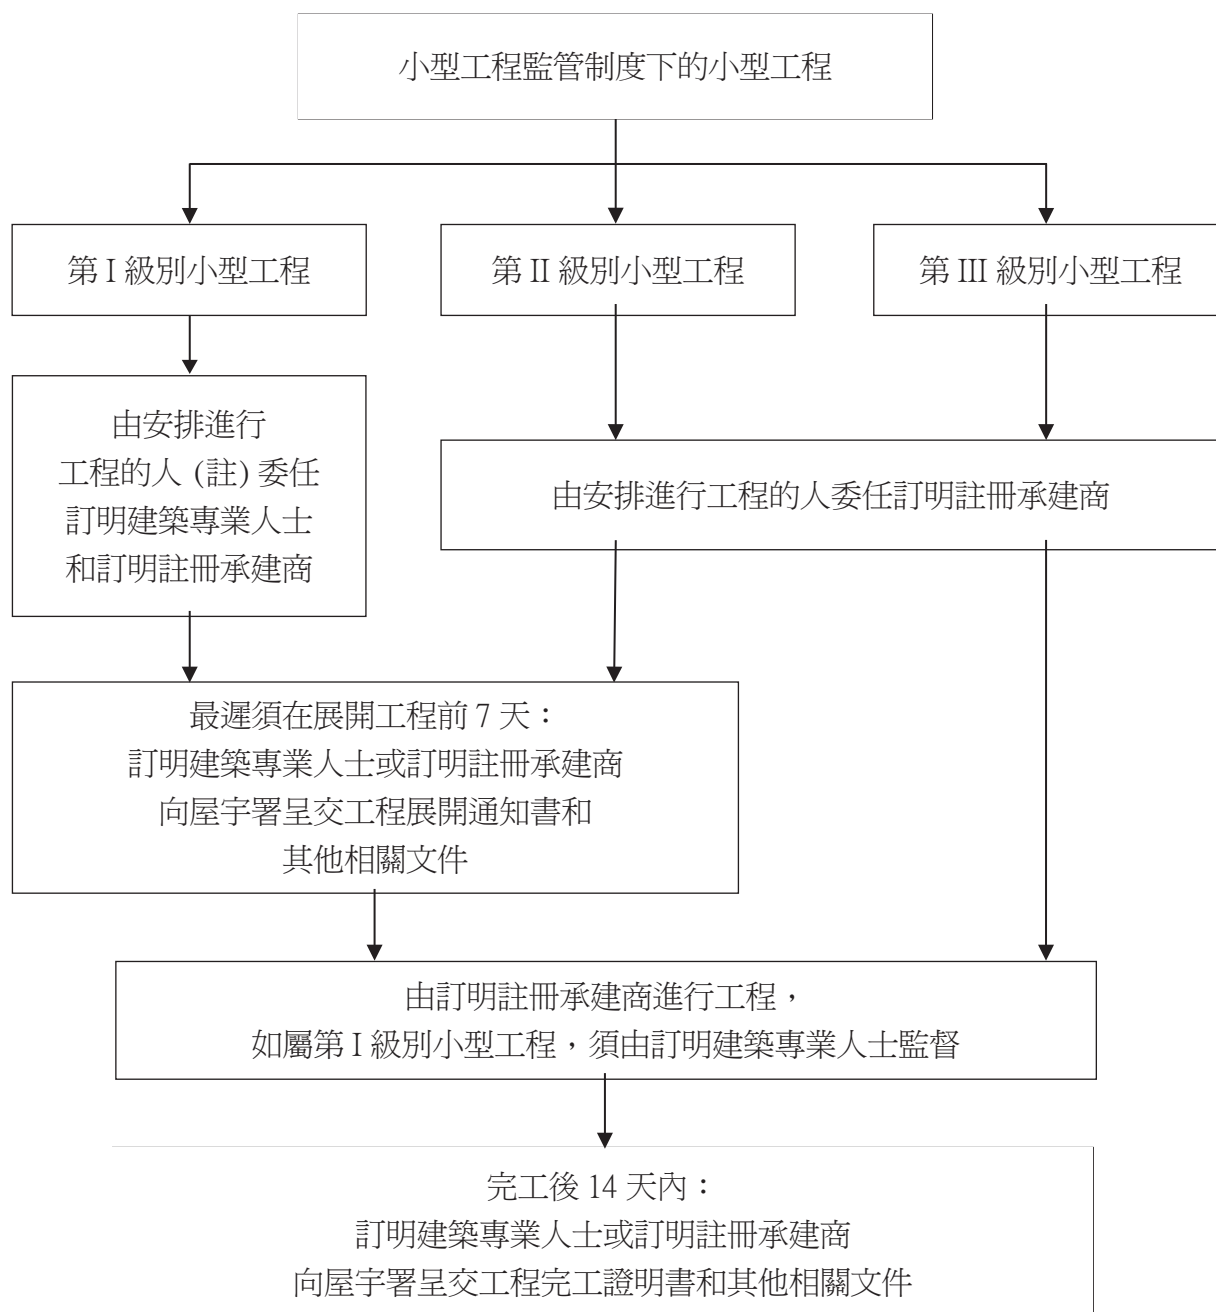 小型工程監管制度下的小型工程
第 I 級別小型工程
第 II 級別小型工程
第 III 級別小型工程
由安排進行
工程的人 (註) 委任
訂明建築專業人士
和訂明註冊承建商
由安排進行工程的人委任訂明註冊承建商
最遲須在展開工程前 7 天：
訂明建築專業人士或訂明註冊承建商
向屋宇署呈交工程展開通知書和
其他相關文件
由訂明註冊承建商進行工程，
如屬第 I 級別小型工程，須由訂明建築專業人士監督
完工後 14 天內：
訂明建築專業人士或訂明註冊承建商
向屋宇署呈交工程完工證明書和其他相關文件